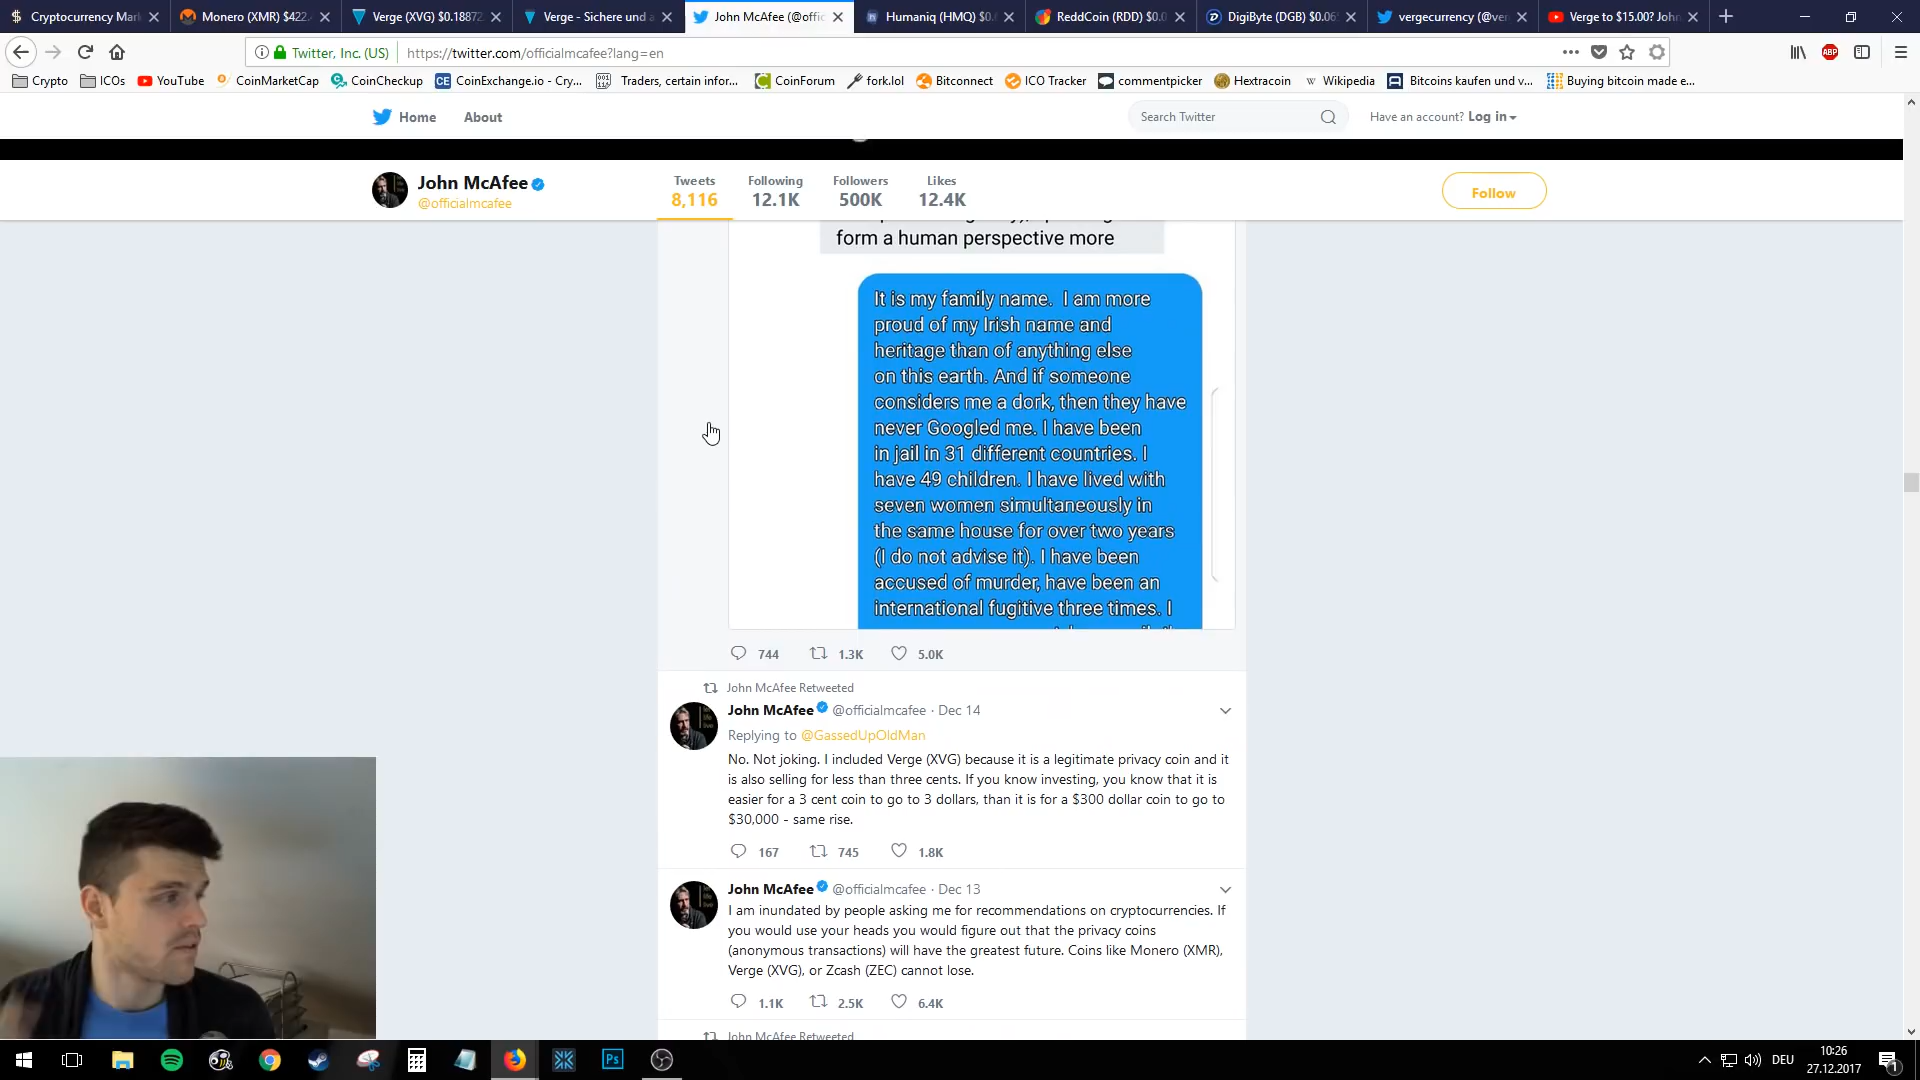 Cryptocurrency Mark
Monero (XMR) $422.
Verge (XVG) $0.18872
Verge - Sichere und a
John McAfee (@offic
Humaniq (HMQ) $0.
ReddCoin (RDD) $0.0
DigiByte (DGB) $0.06
vergecurrency (@ver
Verge to $15.00? John
Twitter, Inc. (US)
https://twitter.com/officialmcafee?lang=en
Crypto
ICOs
YouTube
CoinMarketCap
CoinCheckup
CoinExchange.io - Cry...
Traders, certain infor...
CoinForum
fork.lol
Bitconnect
ICO Tracker
commentpicker
Hextracoin
Wikipedia
Bitcoins kaufen und v...
Buying bitcoin made e...
Home
About
Search Twitter
Have an account? Log in
John McAfee
@officialmcafee
Tweets
8,116
Following
12.1K
Followers
500K
Likes
12.4K
Follow
form a human perspective more
It is my family name. I am more
proud of my Irish name and
heritage than of anything else
on this earth. And if someone
considers me a dork, then they have
never Googled me. I have been
in jail in 31 different countries. I
have 49 children. I have lived with
seven women simultaneously in
the same house for over two years
(I do not advise it). I have been
accused of murder, have been an
international fugitive three times. I
744 1.3K 5.0K
John McAfee Retweeted
John McAfee @officialmcafee · Dec 14
Replying to @GassedUpOldMan
No. Not joking. I included Verge (XVG) because it is a legitimate privacy coin and it
is also selling for less than three cents. If you know investing, you know that it is
easier for a 3 cent coin to go to 3 dollars, than it is for a $300 dollar coin to go to
$30,000 - same rise.
167 745 1.8K
John McAfee @officialmcafee · Dec 13
I am inundated by people asking me for recommendations on cryptocurrencies. If
you would use your heads you would figure out that the privacy coins
(anonymous transactions) will have the greatest future. Coins like Monero (XMR),
Verge (XVG), or Zcash (ZEC) cannot lose.
1.1K 2.5K 6.4K
John McAfee Retweeted
DEU
10:26
27.12.2017